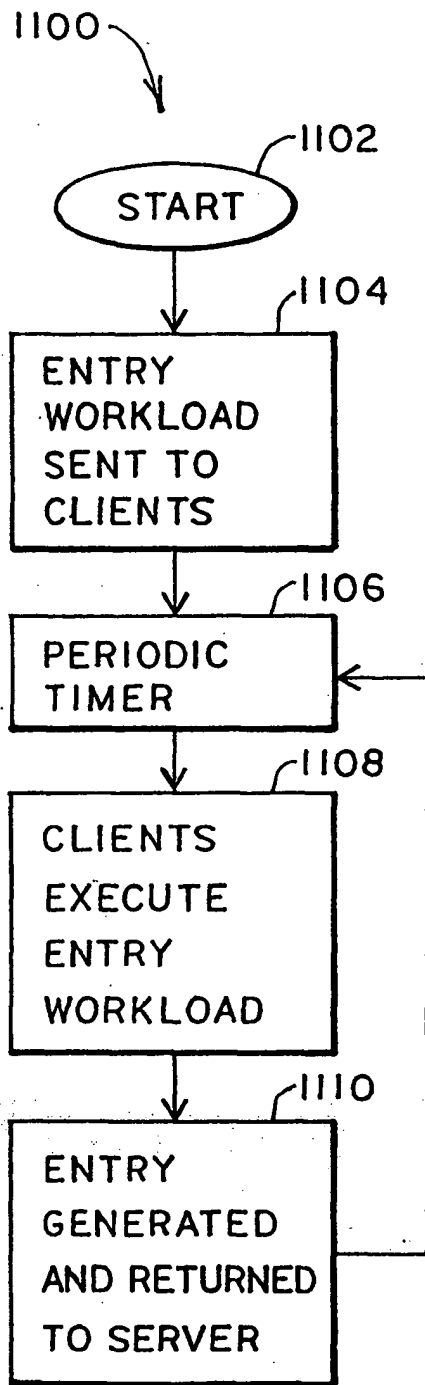 1100
1102
START
1104
ENTRY
WORKLOAD
SENT TO
CLIENTS
1106
PERIODIC
TIMER
1108
CLIENTS
EXECUTE
ENTRY
WORKLOAD
1110
ENTRY
GENERATED
AND RETURNED
TO SERVER